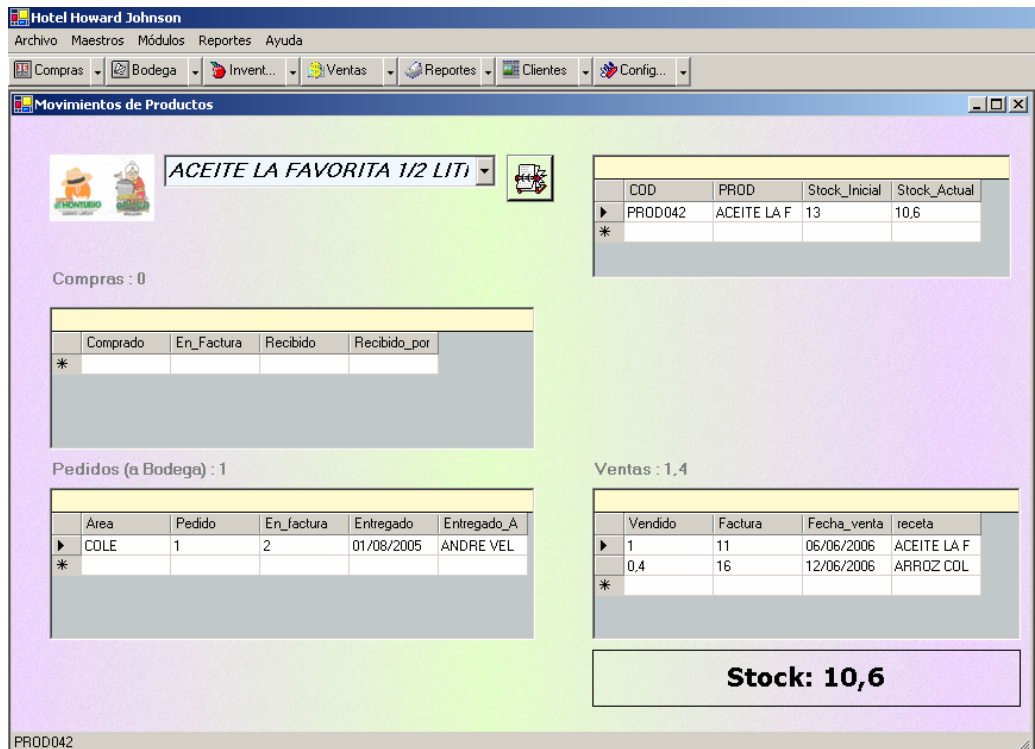 Hotel Howard Johnson
Archivo Maestros Módulos Reportes Ayuda
Compras Bodega Invent... Ventas Reportes Clientes Config...
Movimientos de Productos
ACEITE LA FAVORITA 1/2 LITI
COD PROD Stock_Inicial Stock_Actual
PROD042 ACEITE LA F 13 10,6
Compras : 0
Comprado En_Factura Recibido Recibido_por
Pedidos (a Bodega) : 1
Area Pedido En_factura Entregado Entregado_A
COLE 1 2 01/08/2005 ANDRE VEL
Ventas : 1,4
Vendido Factura Fecha_venta receta
1 11 06/06/2006 ACEITE LA F
0,4 16 12/06/2006 ARROZ COL
Stock: 10,6
PROD042